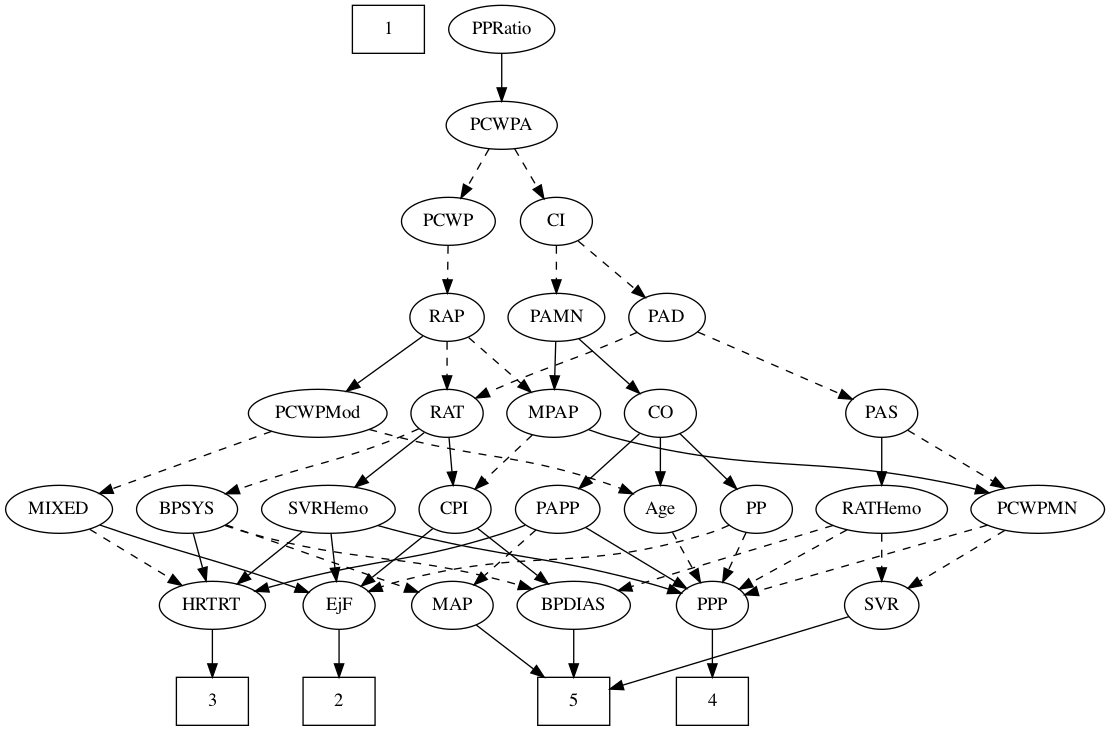 1
PPRatio
PCWPA
PCWP
CI
RAP
PAMN
PAD
PCWPMod
RAT
MPAP
CO
PAS
MIXED
BPSYS
SVRHemo
CPI
PAPP
Age
PP
RATHemo
PCWPMN
HRTRT
EjF
MAP
BPDIAS
PPP
SVR
3
2
5
4